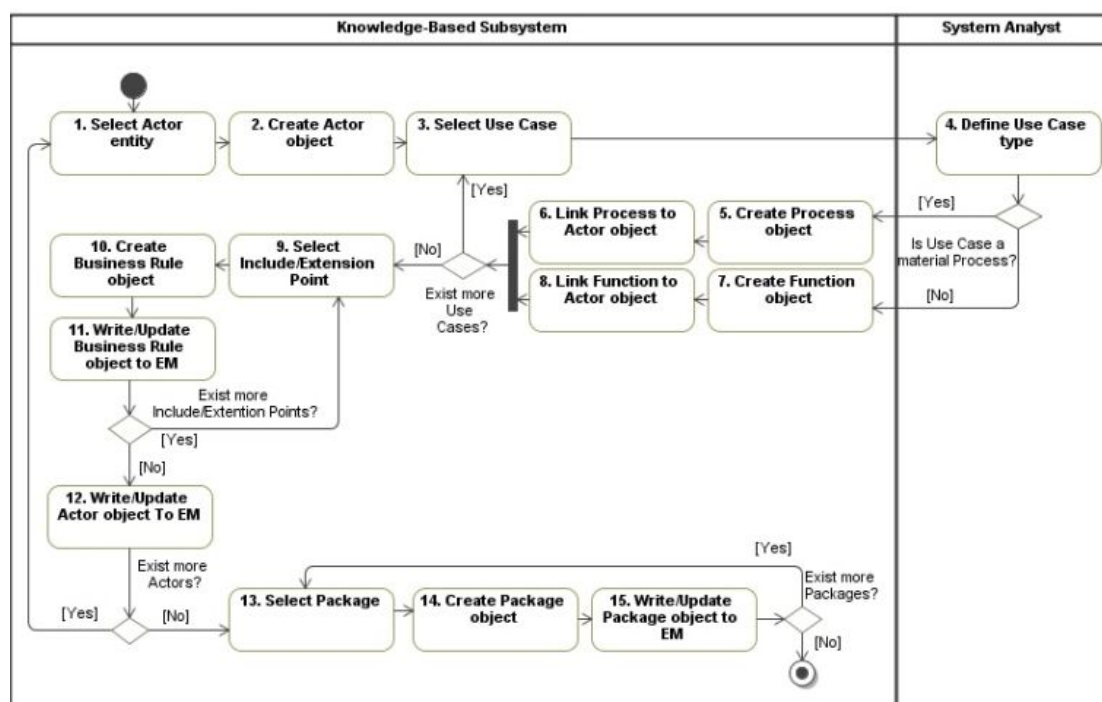 Knowledge-Based Subsystem
System Analyst
1. Select Actor
entity
2. Create Actor
object
3. Select Use Case
4. Define Use Case
type
[Yes]
[Yes]
6. Link Process to
Actor object
5. Create Process
object
Is Use Case a
material Process?
10. Create
Business Rule
object
9. Select
Include/Extension
Point
[No]
Exist more
Use
Cases?
8. Link Function to
Actor object
7. Create Function
object
[No]
11. Write/Update
Business Rule
object to EM
Exist more
Include/Extention Points?
[Yes]
[No]
12. Write/Update
Actor object To EM
Exist more
Actors?
[Yes]
[No]
13. Select Package
14. Create Package
object
15. Write/Update
Package object to
EM
[Yes]
Exist more
Packages?
[No]